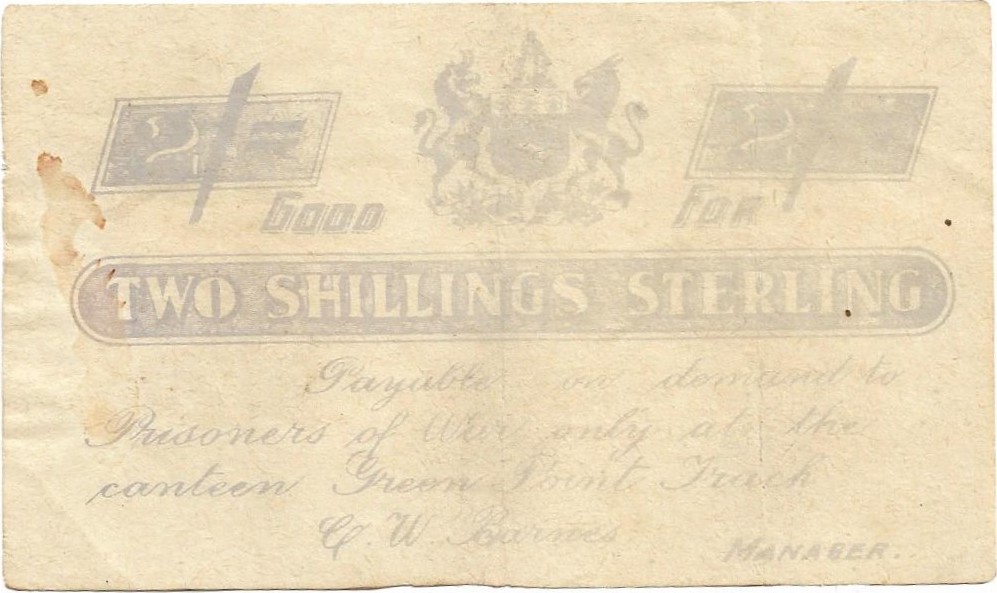 2/= 2/=
GOOD FOR
TWO SHILLINGS STERLING
Payable on demand to
Prisoners of War only at the
canteen Green Point Track
C. W. Barnes
MANAGER..